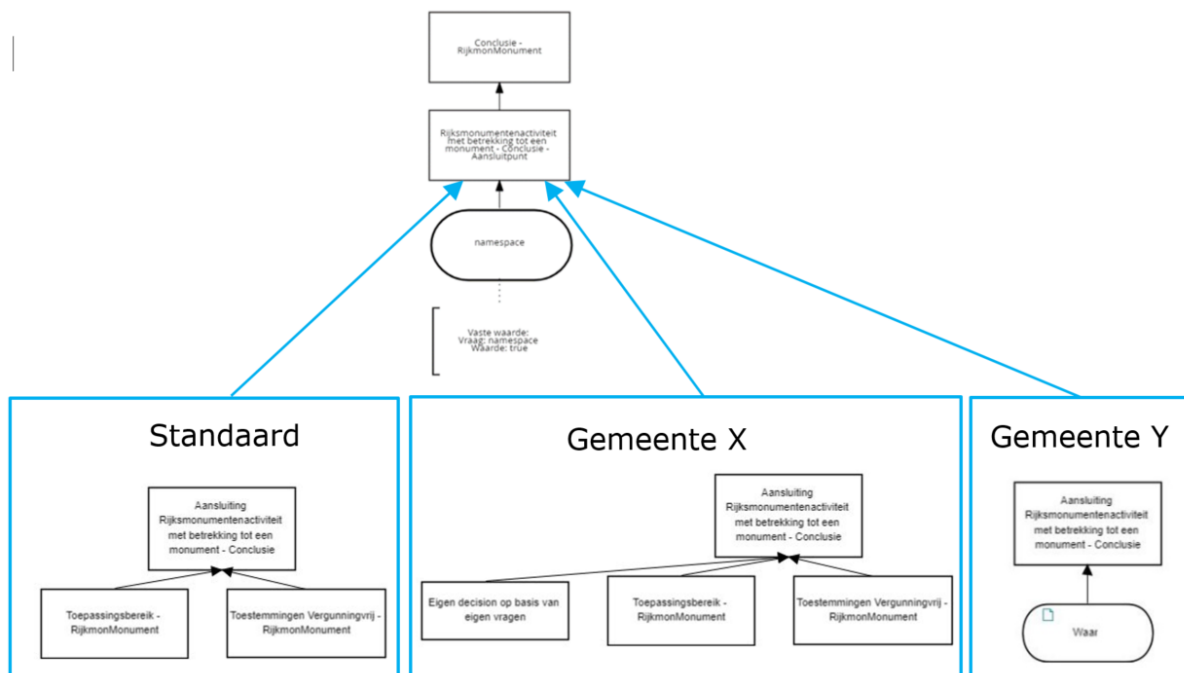 Conclusie -
RijkmonMonument
Rijksmonumentenactiviteit
met betrekking tot een
monument - Conclusie -
Aansluitpunt
namespace
Vaste waarde:
Vraag: namespace
Waarde: true
Standaard
Aansluiting
Rijksmonumentenactiviteit
met betrekking tot een
monument - Conclusie
Toepassingsbereik -
RijkmonMonument
Toestemmingen Vergunningvrij -
RijkmonMonument
Gemeente X
Aansluiting
Rijksmonumentenactiviteit
met betrekking tot een
monument - Conclusie
Eigen decision op basis van
eigen vragen
Toepassingsbereik -
RijkmonMonument
Toestemmingen Vergunningvrij -
RijkmonMonument
Gemeente Y
Aansluiting
Rijksmonumentenactiviteit
met betrekking tot een
monument - Conclusie
Waar